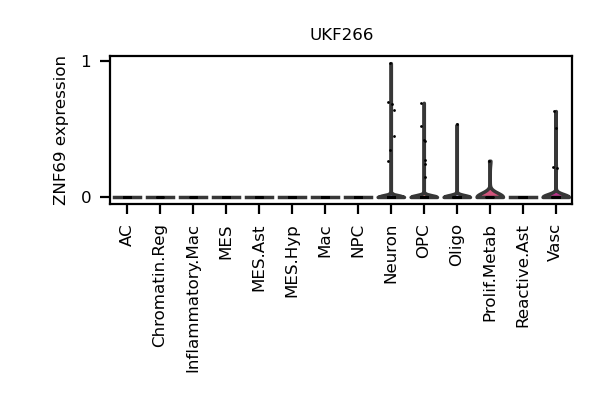 UKF266
ZNF69 expression
1
0
AC
Chromatin.Reg
Inflammatory.Mac
MES
MES.Ast
MES.Hyp
Mac
NPC
Neuron
OPC
Oligo
Prolif.Metab
Reactive.Ast
Vasc